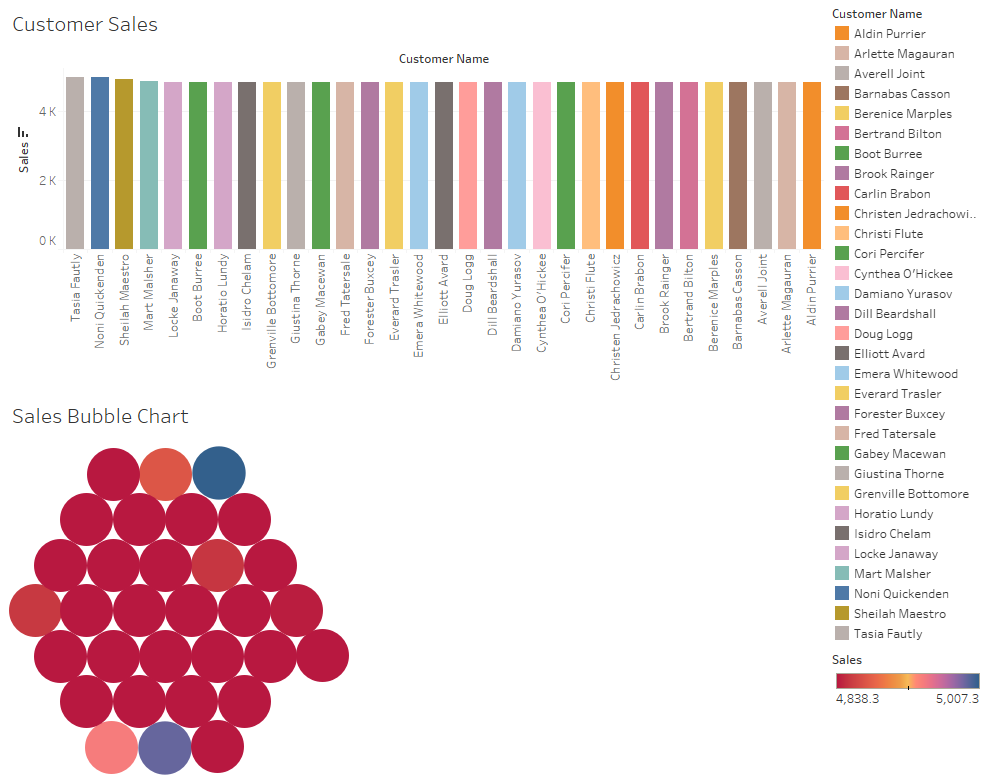 Customer Sales
Customer Name
Sales
4 K
2 K
0 K
Tasia Fautly
Noni Quickenden
Sheilah Maestro
Mart Malsher
Locke Janaway
Boot Burree
Horatio Lundy
Isidro Chelam
Grenville Bottomore
Giustina Thorne
Gabey Macewan
Fred Tatersale
Forester Buxcey
Everard Trasler
Emera Whitewood
Elliott Avard
Doug Logg
Dill Beardshall
Damiano Yurasov
Cynthea O'Hickee
Cori Percifer
Christi Flute
Christen Jedrachowicz
Carlin Brabon
Brook Rainger
Bertrand Bilton
Berenice Marples
Barnabas Casson
Averell Joint
Arlette Magauran
Aldin Purrier
Sales Bubble Chart
Customer Name
Aldin Purrier
Arlette Magauran
Averell Joint
Barnabas Casson
Berenice Marples
Bertrand Bilton
Boot Burree
Brook Rainger
Carlin Brabon
Christen Jedrachowi..
Christi Flute
Cori Percifer
Cynthea O'Hickee
Damiano Yurasov
Dill Beardshall
Doug Logg
Elliott Avard
Emera Whitewood
Everard Trasler
Forester Buxcey
Fred Tatersale
Gabey Macewan
Giustina Thorne
Grenville Bottomore
Horatio Lundy
Isidro Chelam
Locke Janaway
Mart Malsher
Noni Quickenden
Sheilah Maestro
Tasia Fautly
Sales
4,838.3 5,007.3